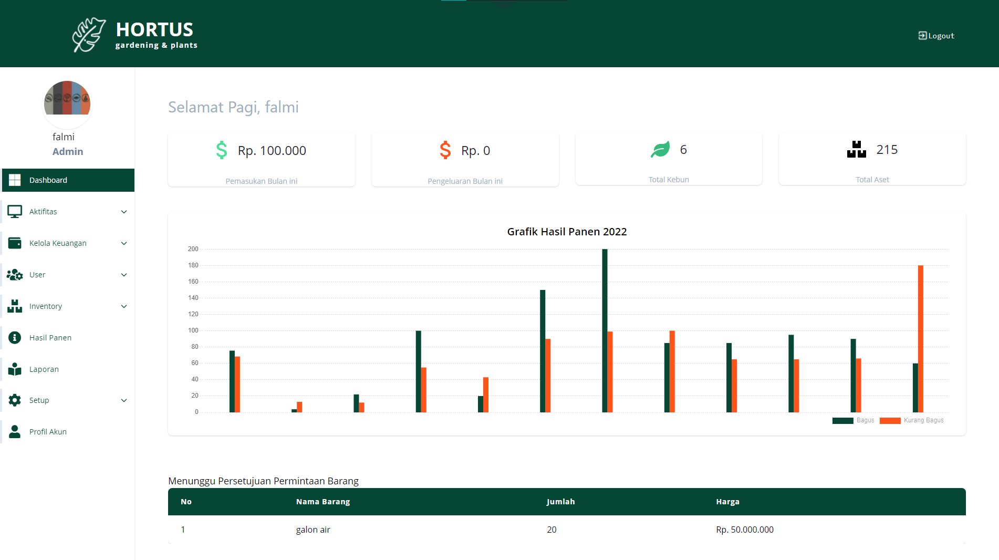 HORTUS
gardening & plants
Logout
falmi
Admin
Dashboard
Aktifitas
Kelola Keuangan
User
Inventory
Hasil Panen
Laporan
Setup
Profil Akun
Selamat Pagi, falmi
Rp. 100.000
Pemasukan Bulan ini
Rp. 0
Pengeluaran Bulan ini
6
Total Kebun
215
Total Aset
Grafik Hasil Panen 2022
200
180
160
140
120
100
80
60
40
20
0
Bagus Kurang Bagus
Menunggu Persetujuan Permintaan Barang
No Nama Barang Jumlah Harga
1 galon air 20 Rp. 50.000.000